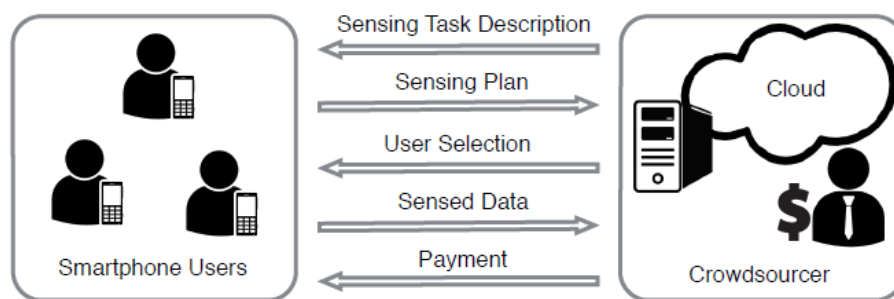 Sensing Task Description
Sensing Plan
User Selection
Sensed Data
Payment
Smartphone Users
Cloud
$
Crowdsourcer